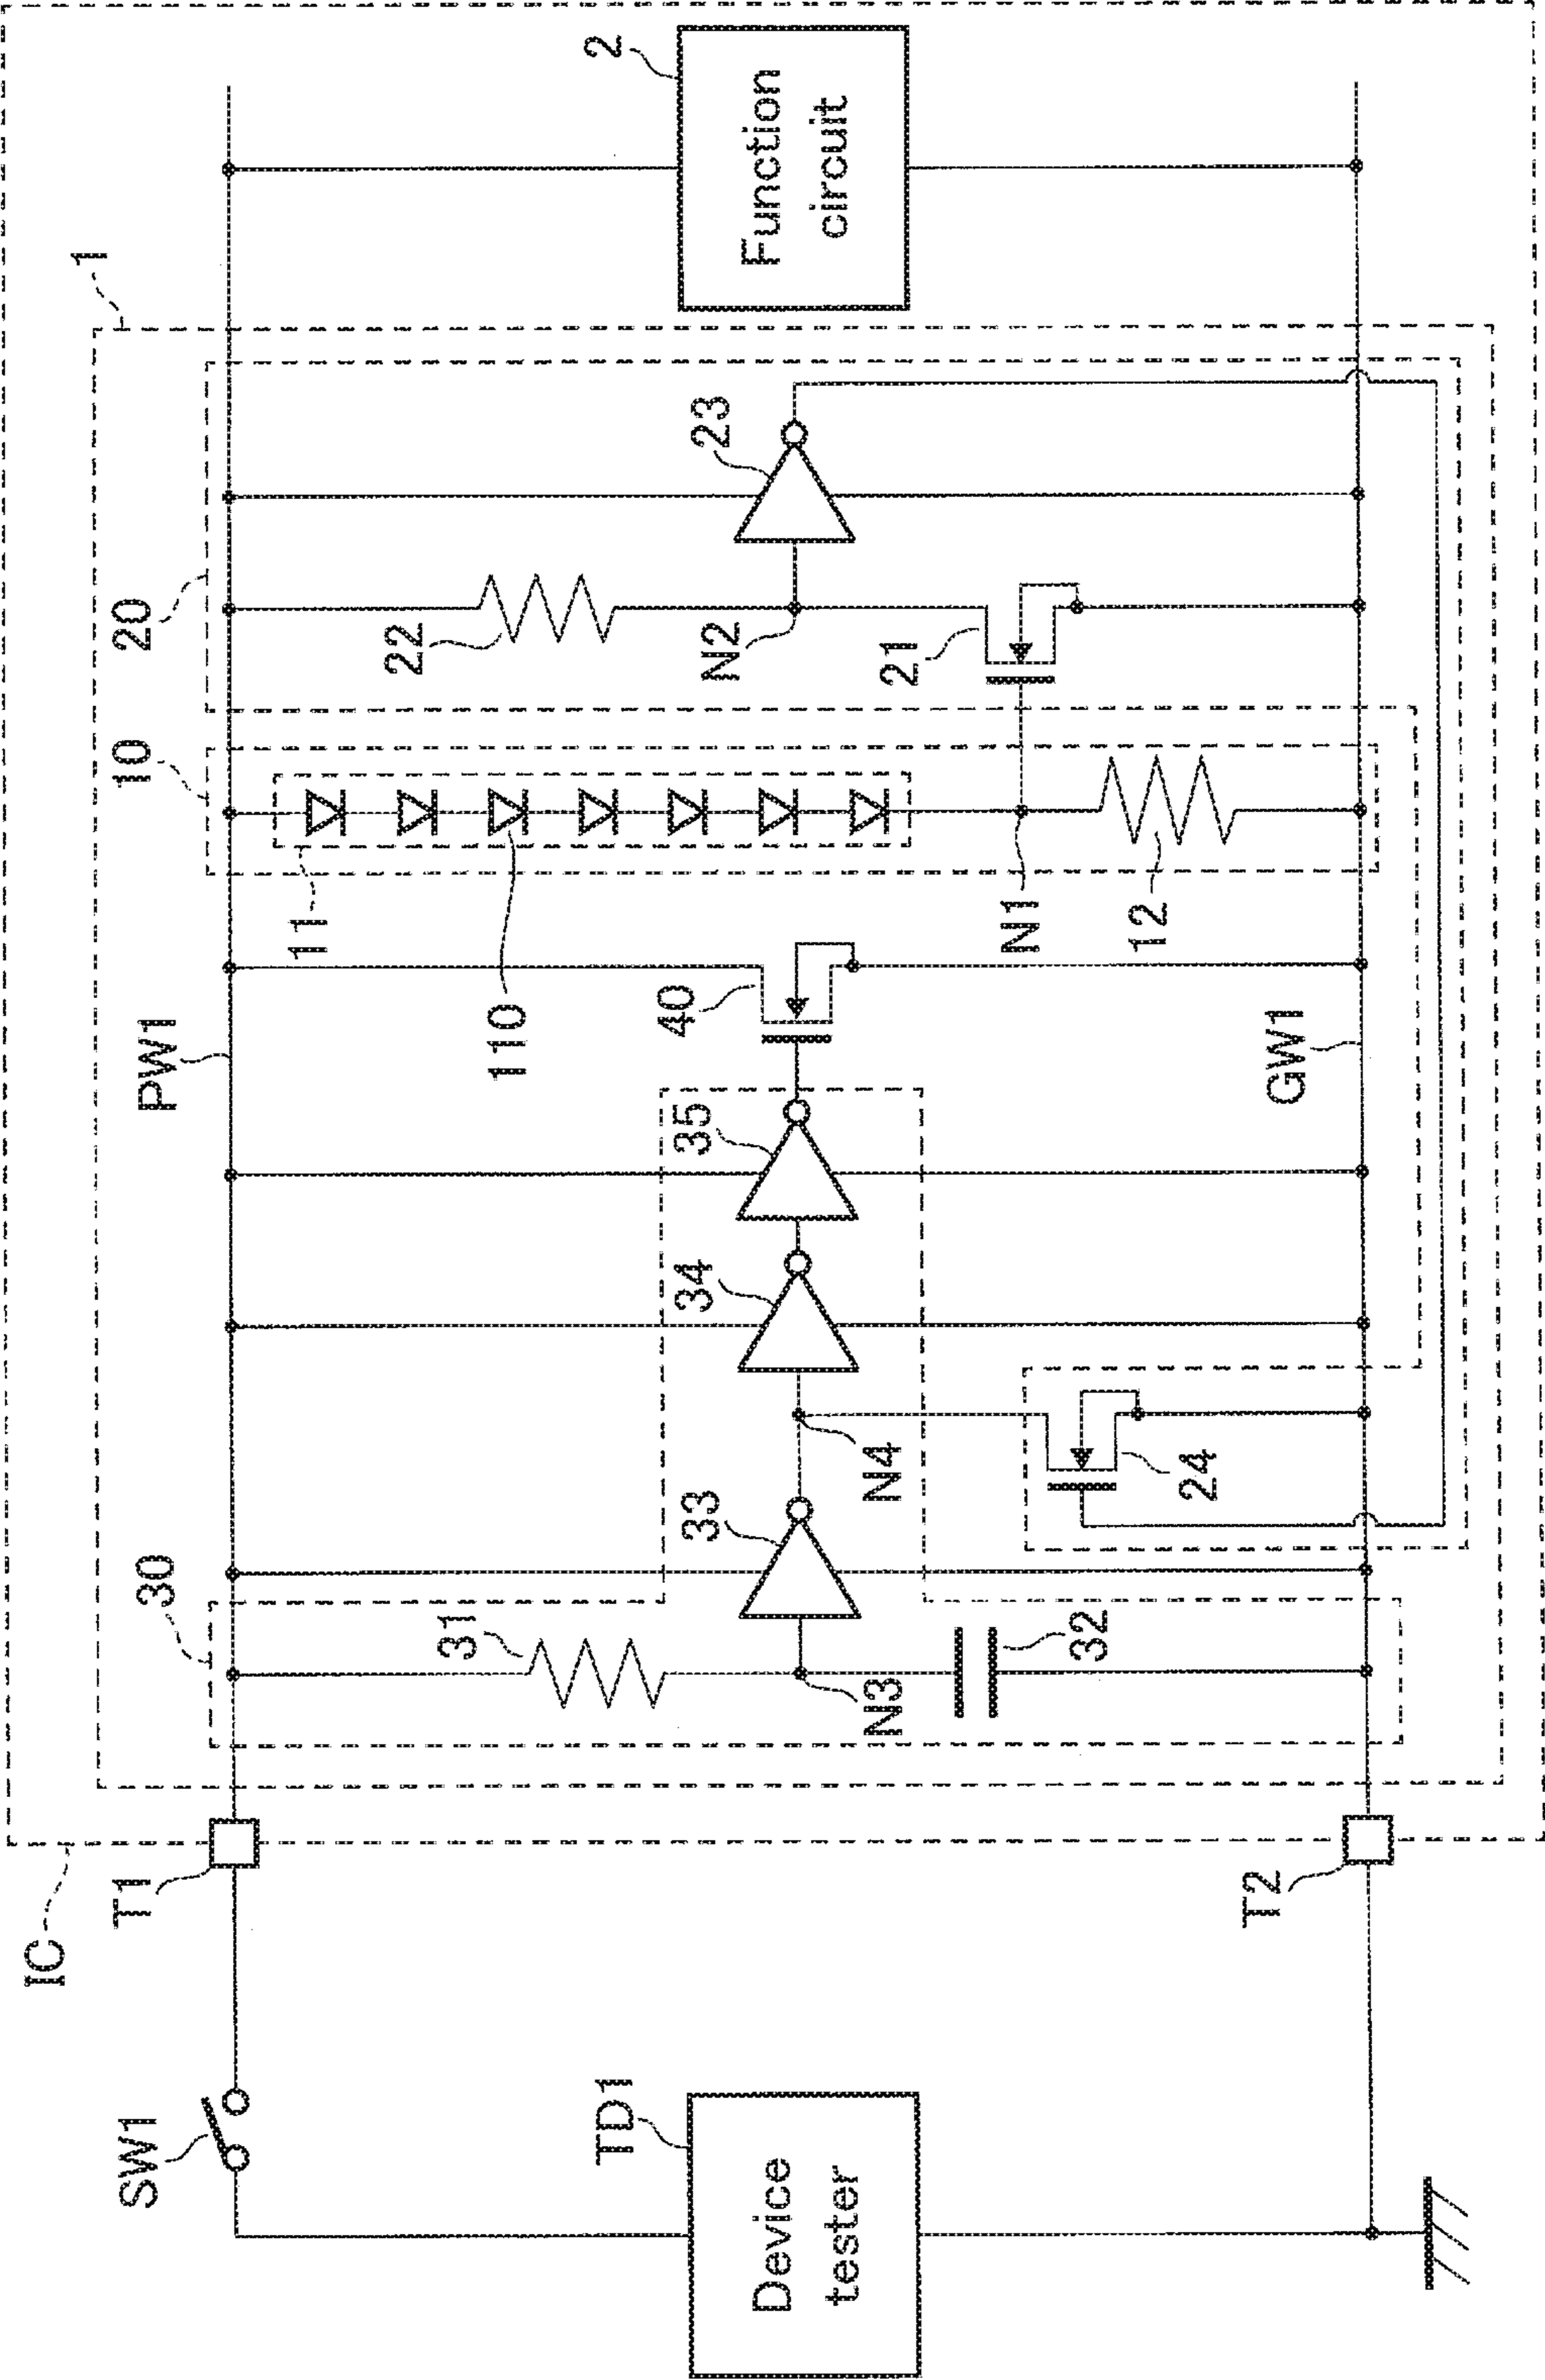 IC
1
2
Function
circuit
20
10
PW1
30
T1
SW1
11
110
22
23
N2
21
N1
12
40
35
34
33
31
N4
N3
32
24
GW1
T2
TD1
Device
tester